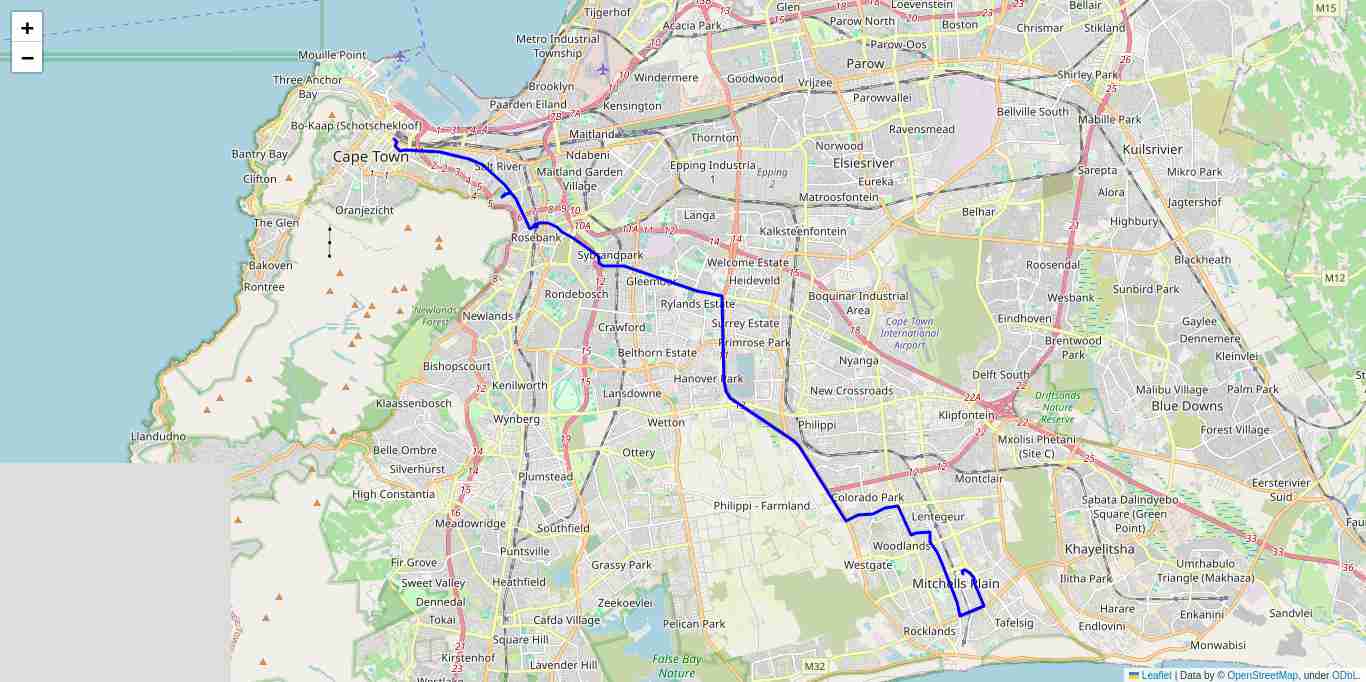 +
−
Tijgerhof
Acacia Park
Glen
Loevenstein
Parow North
Bellair
M15
Boston
Chrismar
Stikland
Metro Industrial
Township
Parow-Oos
Parow
Mouille Point
Three Anchor
Bay
Brooklyn
Windermere
Goodwood
Vrijzee
Shirley Park
Paarden Eiland
Kensington
Parowvallei
Bellville South
Mabille Park
Bo-Kaap (Schotschekloof)
Maitland
Thornton
Norwood
Ravensmead
Kuilsrivier
Bantry Bay
Cape Town
Salt River
Ndabeni
Maitland Garden
Village
Epping Industria
1
Epping
2
Elsiesrivier
Eureka
Sarepta
Mikro Park
Clifton
Matroosfontein
Alora
Jagtershof
Oranjezicht
Langa
Belhar
Highbury
The Glen
Rosebank
Kalksteenfontein
Sybrandpark
Bakoven
Rontree
Welcome Estate
Roosendal
Blackheath
Gleemoor
Heideveld
M12
Rondebosch
Rylands Estate
Boquinar Industrial
Area
Wesbank
Sunbird Park
Newlands
Forest
Newlands
Crawford
Surrey Estate
Cape Town
International
Airport
Eindhoven
Gaylee
Dennemere
Primrose Park
Brentwood
Park
Belthorn Estate
Nyanga
Kleinvlei
Bishopscourt
Hanover Park
Delft South
Kenilworth
Lansdowne
New Crossroads
Malibu Village
Palm Park
Klaassenbosch
Driftsands
Nature
Reserve
Blue Downs
Wynberg
Wetton
Philippi
Klipfontein
Forest Village
Llandudno
Belle Ombre
Ottery
Mxolisi Phetani
(Site C)
Silverhurst
Plumstead
Montclair
Eersterivier
Suid
High Constantia
Philippi - Farmland
Colorado Park
Sabata Dalindyebo
Square (Green
Point)
Meadowridge
Southfield
Lentegeur
Puntsville
Woodlands
Khayelitsha
Fir Grove
Grassy Park
Westgate
Umrhabulo
Triangle (Makhaza)
Sweet Valley
Heathfield
Mitchells Plain
Ilitha Park
Dennedal
Zeekoevlei
Harare
Enkanini
Sandvlei
Tokai
Cafda Village
Pelican Park
Tafelsig
Endlovini
Square Hill
Rocklands
Monwabisi
Kirstenhof
Lavender Hill
False Bay
Nature
M32
Leaflet | Data by © OpenStreetMap, under ODbL.